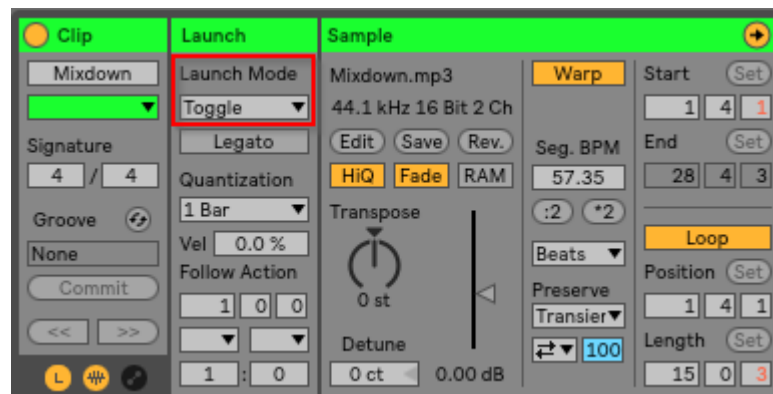 Clip
Mixdown
Signature
4 / 4
Groove
None
Commit
<< >>
L
Launch
Launch Mode
Toggle
Legato
Quantization
1 Bar
Vel 0.0 %
Follow Action
1 0 0
1 : 0
Sample
Mixdown.mp3
44.1 kHz 16 Bit 2 Ch
Edit Save Rev.
HiQ Fade RAM
Transpose
0 st
Detune
0 ct 0.00 dB
Warp
Seg. BPM
57.35
:2 *2
Beats
Preserve
Transier
100
Start Set
1 4 1
End Set
28 4 3
Loop
Position Set
1 4 1
Length Set
15 0 3